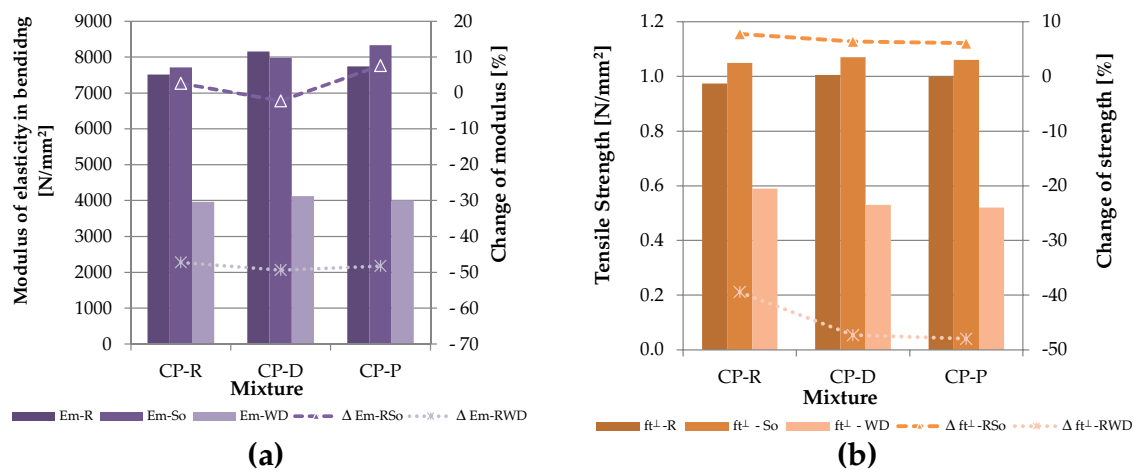 Modulus of elasticity in bendidng
[N/mm²]
9000
8000
7000
6000
5000
4000
3000
2000
1000
0
20
10
0
- 10
- 20
- 30
- 40
- 50
- 60
- 70
Change of modulus [%]
CP-R CP-D CP-P
Mixture
Em-R Em-So Em-WD Δ Em-RSo Δ Em-RWD
(a)
Tensile Strength [N/mm²]
1.2
1.0
0.8
0.6
0.4
0.2
0.0
10
0
-10
-20
-30
-40
-50
Change of strength [%]
CP-R CP-D CP-P
Mixture
ft⊥ -R ft⊥ - So ft⊥ - WD Δ ft⊥-RSo Δ ft⊥-RWD
(b)